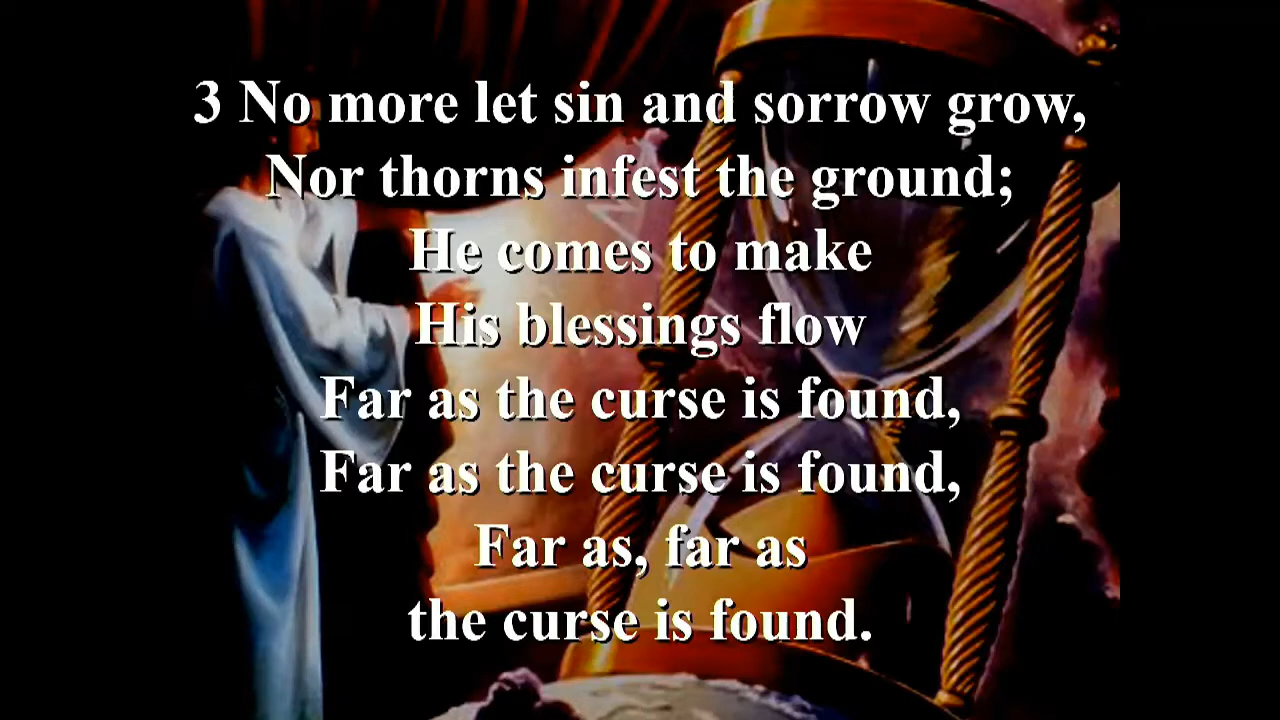 3 No more let sin and sorrow grow,
Nor thorns infest the ground;
He comes to make
His blessings flow
Far as the curse is found,
Far as the curse is found,
Far as, far as
the curse is found.